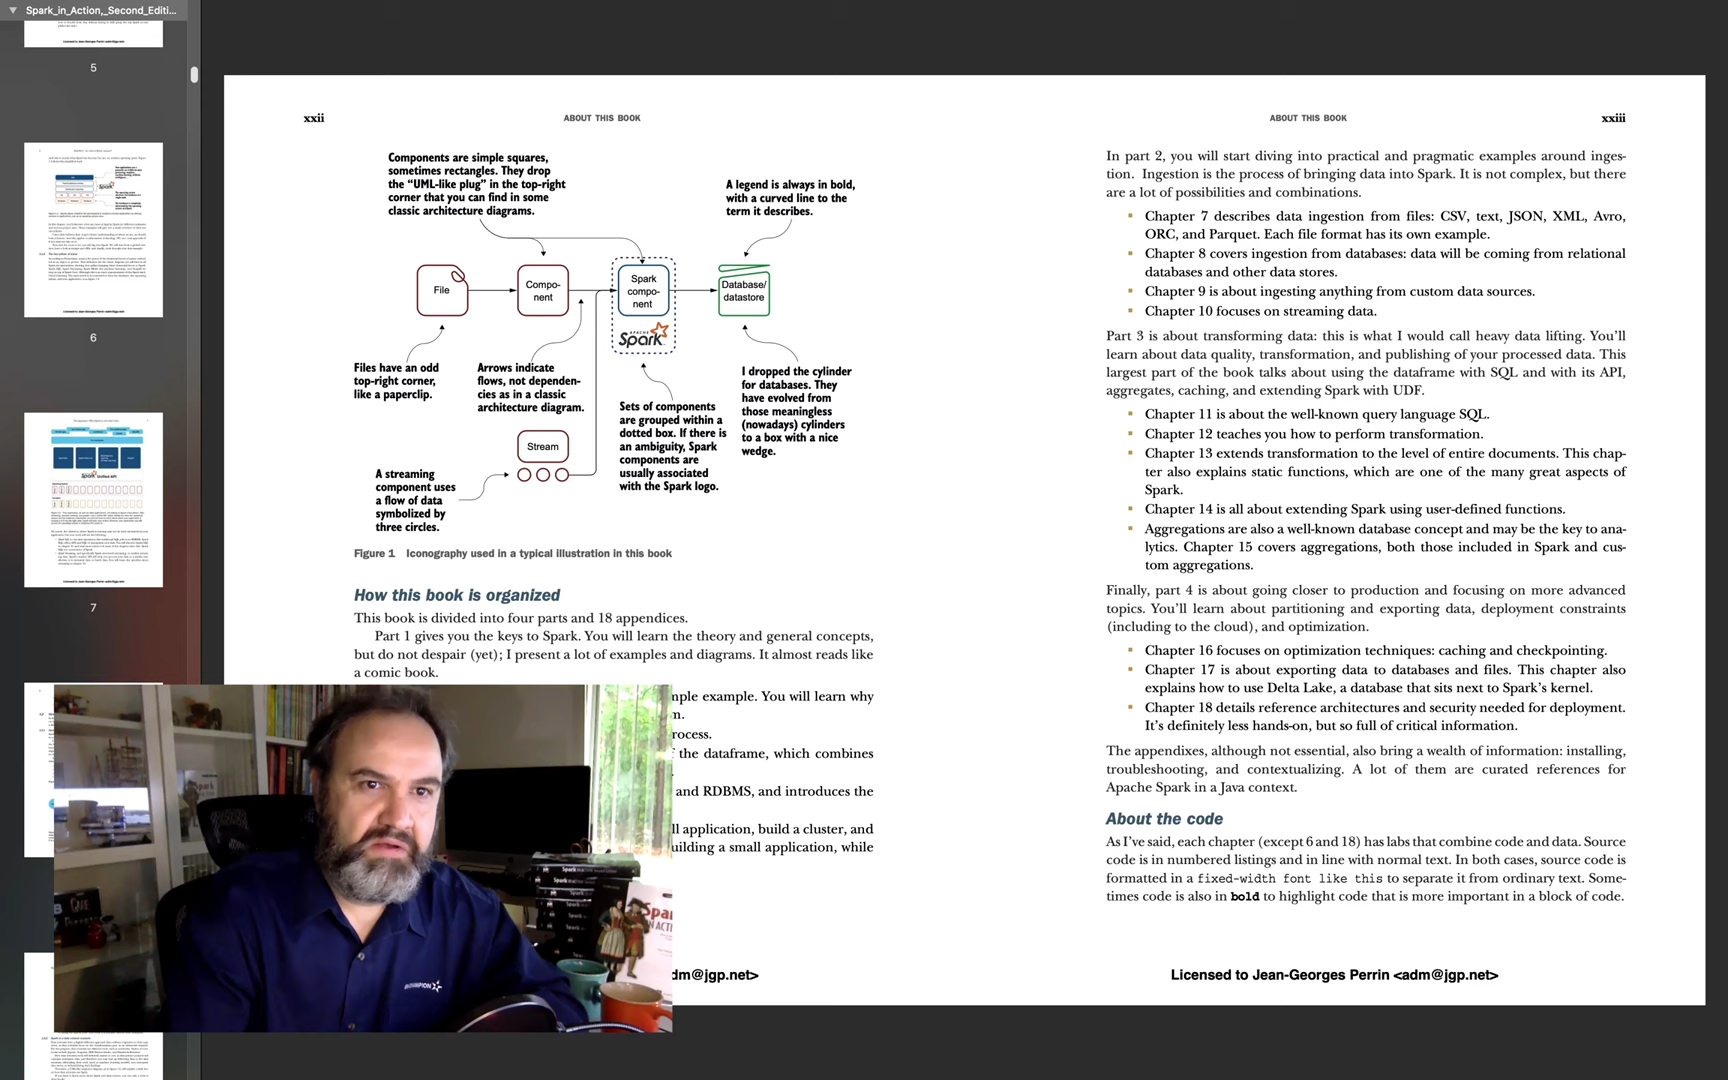 Spark_in_Action,_Second_Editi...
5
6
7
xxii
ABOUT THIS BOOK
Components are simple squares,
sometimes rectangles. They drop
the “UML-like plug” in the top-right
corner that you can find in some
classic architecture diagrams.
A legend is always in bold,
with a curved line to the
term it describes.
File
Compo-
nent
Spark
compo-
nent
Database/
datastore
APACHE
Spark
Files have an odd
top-right corner,
like a paperclip.
Arrows indicate
flows, not dependen-
cies as in a classic
architecture diagram.
Sets of components
are grouped within a
dotted box. If there is
an ambiguity, Spark
components are
usually associated
with the Spark logo.
I dropped the cylinder
for databases. They
have evolved from
those meaningless
(nowadays) cylinders
to a box with a nice
wedge.
Stream
A streaming
component uses
a flow of data
symbolized by
three circles.
Figure 1 Iconography used in a typical illustration in this book
How this book is organized
This book is divided into four parts and 18 appendices.
Part 1 gives you the keys to Spark. You will learn the theory and general concepts,
but do not despair (yet); I present a lot of examples and diagrams. It almost reads like
a comic book.
mple example. You will learn why
m.
rocess.
f the dataframe, which combines
and RDBMS, and introduces the
ll application, build a cluster, and
uilding a small application, while
dm@jgp.net>
ABOUT THIS BOOK
xxiii
In part 2, you will start diving into practical and pragmatic examples around inges-
tion. Ingestion is the process of bringing data into Spark. It is not complex, but there
are a lot of possibilities and combinations.
Chapter 7 describes data ingestion from files: CSV, text, JSON, XML, Avro,
ORC, and Parquet. Each file format has its own example.
Chapter 8 covers ingestion from databases: data will be coming from relational
databases and other data stores.
Chapter 9 is about ingesting anything from custom data sources.
Chapter 10 focuses on streaming data.
Part 3 is about transforming data: this is what I would call heavy data lifting. You’ll
learn about data quality, transformation, and publishing of your processed data. This
largest part of the book talks about using the dataframe with SQL and with its API,
aggregates, caching, and extending Spark with UDF.
Chapter 11 is about the well-known query language SQL.
Chapter 12 teaches you how to perform transformation.
Chapter 13 extends transformation to the level of entire documents. This chap-
ter also explains static functions, which are one of the many great aspects of
Spark.
Chapter 14 is all about extending Spark using user-defined functions.
Aggregations are also a well-known database concept and may be the key to ana-
lytics. Chapter 15 covers aggregations, both those included in Spark and cus-
tom aggregations.
Finally, part 4 is about going closer to production and focusing on more advanced
topics. You’ll learn about partitioning and exporting data, deployment constraints
(including to the cloud), and optimization.
Chapter 16 focuses on optimization techniques: caching and checkpointing.
Chapter 17 is about exporting data to databases and files. This chapter also
explains how to use Delta Lake, a database that sits next to Spark’s kernel.
Chapter 18 details reference architectures and security needed for deployment.
It’s definitely less hands-on, but so full of critical information.
The appendixes, although not essential, also bring a wealth of information: installing,
troubleshooting, and contextualizing. A lot of them are curated references for
Apache Spark in a Java context.
About the code
As I’ve said, each chapter (except 6 and 18) has labs that combine code and data. Source
code is in numbered listings and in line with normal text. In both cases, source code is
formatted in a fixed-width font like this to separate it from ordinary text. Some-
times code is also in bold to highlight code that is more important in a block of code.
Licensed to Jean-Georges Perrin <adm@jgp.net>